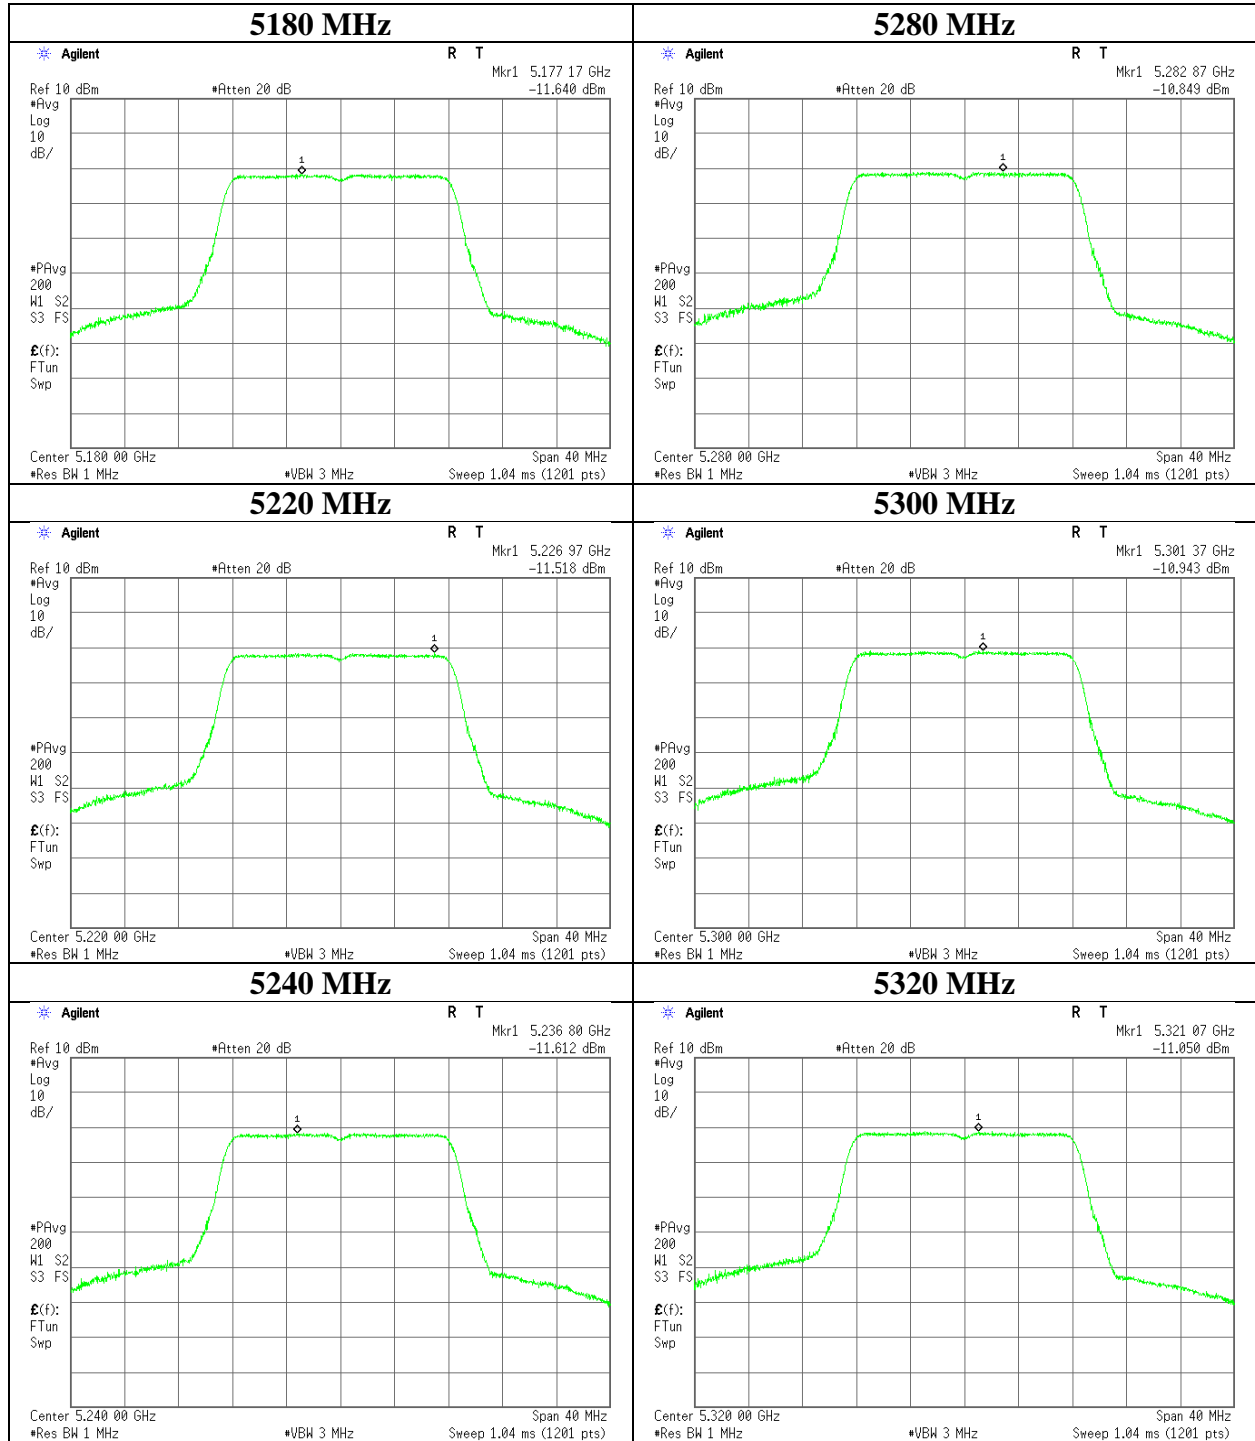 5180 MHz
Agilent R T
Mkr1 5.177 17 GHz
Ref 10 dBm #Atten 20 dB -11.640 dBm
#Avg
Log
10
dB/
1
#PAvg
200
W1 S2
S3 FS
£(f):
FTun
Swp
Center 5.180 00 GHz Span 40 MHz
#Res BW 1 MHz #VBW 3 MHz Sweep 1.04 ms (1201 pts)
5280 MHz
Agilent R T
Mkr1 5.282 87 GHz
Ref 10 dBm #Atten 20 dB -10.849 dBm
#Avg
Log
10
dB/
1
#PAvg
200
W1 S2
S3 FS
£(f):
FTun
Swp
Center 5.280 00 GHz Span 40 MHz
#Res BW 1 MHz #VBW 3 MHz Sweep 1.04 ms (1201 pts)
5220 MHz
Agilent R T
Mkr1 5.226 97 GHz
Ref 10 dBm #Atten 20 dB -11.518 dBm
#Avg
Log
10
dB/
1
#PAvg
200
W1 S2
S3 FS
£(f):
FTun
Swp
Center 5.220 00 GHz Span 40 MHz
#Res BW 1 MHz #VBW 3 MHz Sweep 1.04 ms (1201 pts)
5300 MHz
Agilent R T
Mkr1 5.301 37 GHz
Ref 10 dBm #Atten 20 dB -10.943 dBm
#Avg
Log
10
dB/
1
#PAvg
200
W1 S2
S3 FS
£(f):
FTun
Swp
Center 5.300 00 GHz Span 40 MHz
#Res BW 1 MHz #VBW 3 MHz Sweep 1.04 ms (1201 pts)
5240 MHz
Agilent R T
Mkr1 5.236 80 GHz
Ref 10 dBm #Atten 20 dB -11.612 dBm
#Avg
Log
10
dB/
1
#PAvg
200
W1 S2
S3 FS
£(f):
FTun
Swp
Center 5.240 00 GHz Span 40 MHz
#Res BW 1 MHz #VBW 3 MHz Sweep 1.04 ms (1201 pts)
5320 MHz
Agilent R T
Mkr1 5.321 07 GHz
Ref 10 dBm #Atten 20 dB -11.050 dBm
#Avg
Log
10
dB/
1
#PAvg
200
W1 S2
S3 FS
£(f):
FTun
Swp
Center 5.320 00 GHz Span 40 MHz
#Res BW 1 MHz #VBW 3 MHz Sweep 1.04 ms (1201 pts)